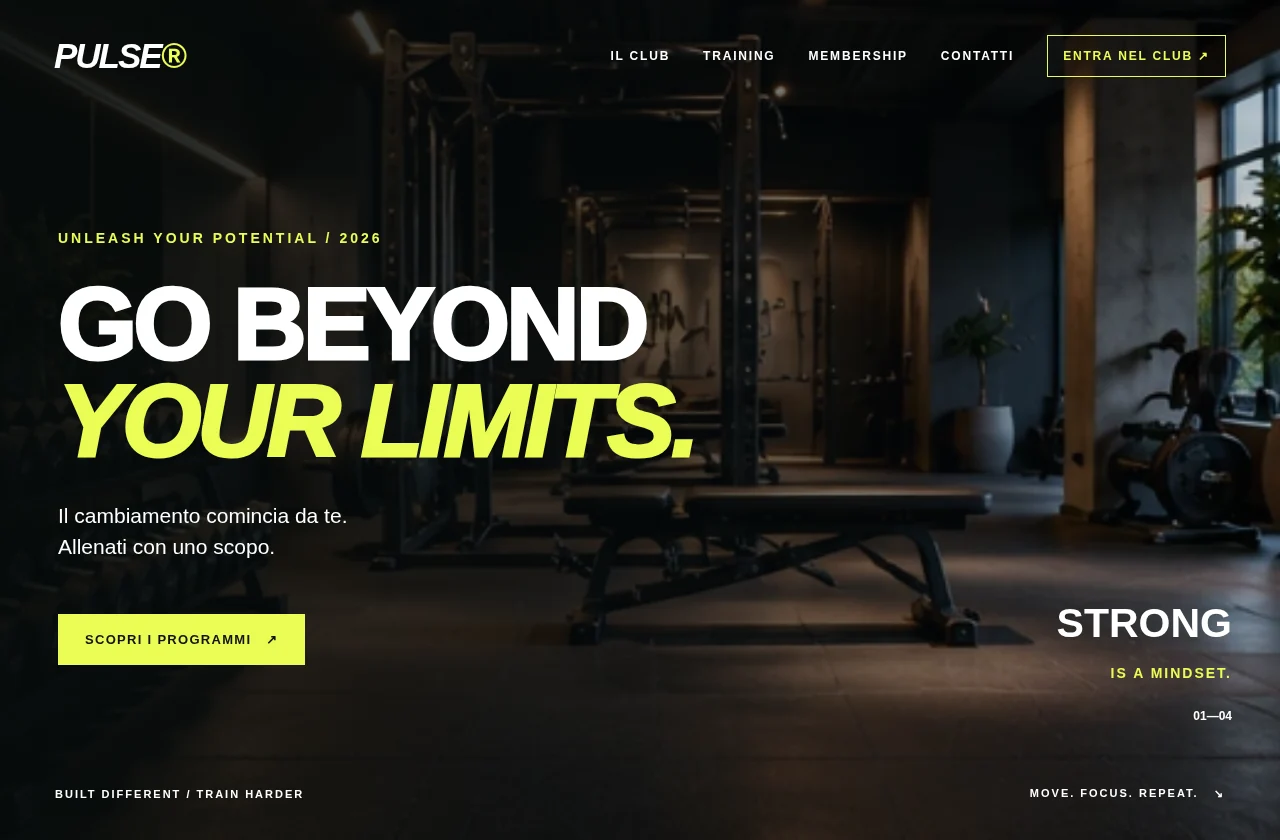 PULSE®
IL CLUB
TRAINING
MEMBERSHIP
CONTATTI
ENTRA NEL CLUB ↗
UNLEASH YOUR POTENTIAL / 2026
GO BEYOND
YOUR LIMITS.
Il cambiamento comincia da te.
Allenati con uno scopo.
SCOPRI I PROGRAMMI ↗
STRONG
IS A MINDSET.
01—04
BUILT DIFFERENT / TRAIN HARDER
MOVE. FOCUS. REPEAT. ↘